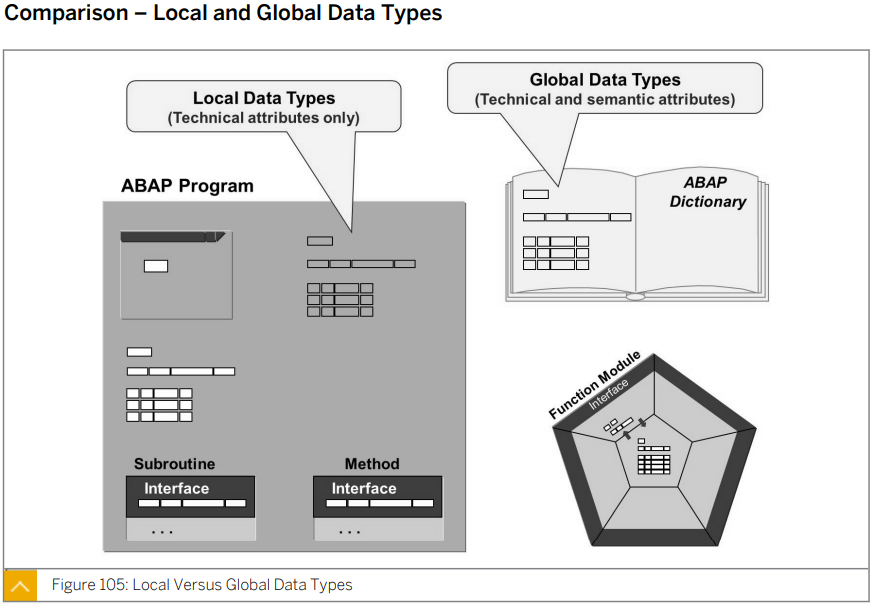 Comparison – Local and Global Data Types
Local Data Types
(Technical attributes only)
Global Data Types
(Technical and semantic attributes)
ABAP Program
ABAP
Dictionary
Function Module
Interface
Subroutine
Interface
...
Method
Interface
...
Figure 105: Local Versus Global Data Types